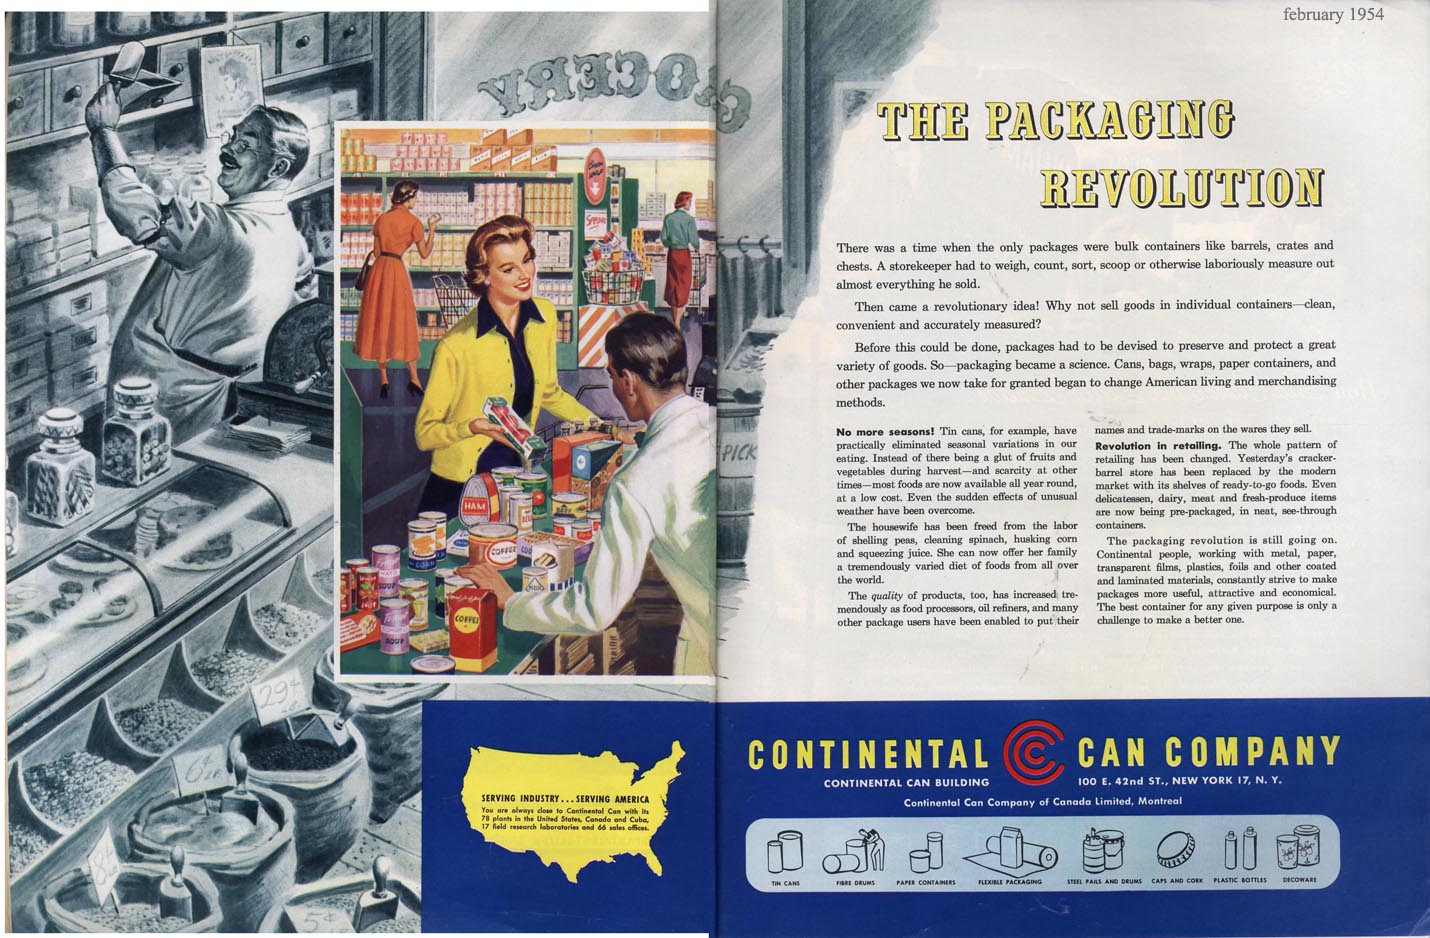 february 1954
GROCERY
THE PACKAGING
REVOLUTION
There was a time when the only packages were bulk containers like barrels, crates and
chests. A storekeeper had to weigh, count, sort, scoop or otherwise laboriously measure out
almost everything he sold.
Then came a revolutionary idea! Why not sell goods in individual containers—clean,
convenient and accurately measured?
Before this could be done, packages had to be devised to preserve and protect a great
variety of goods. So—packaging became a science. Cans, bags, wraps, paper containers, and
other packages we now take for granted began to change American living and merchandising
methods.
No more seasons! Tin cans, for example, have
practically eliminated seasonal variations in our
eating. Instead of there being a glut of fruits and
vegetables during harvest—and scarcity at other
times—most foods are now available all year round,
at a low cost. Even the sudden effects of unusual
weather have been overcome.
The housewife has been freed from the labor
of shelling peas, cleaning spinach, husking corn
and squeezing juice. She can now offer her family
a tremendously varied diet of foods from all over
the world.
The quality of products, too, has increased tre-
mendously as food processors, oil refiners, and many
other package users have been enabled to put their
names and trade-marks on the wares they sell.
Revolution in retailing. The whole pattern of
retailing has been changed. Yesterday's cracker-
barrel store has been replaced by the modern
market with its shelves of ready-to-go foods. Even
delicatessen, dairy, meat and fresh-produce items
are now being pre-packaged, in neat, see-through
containers.
The packaging revolution is still going on.
Continental people, working with metal, paper,
transparent films, plastics, foils and other coated
and laminated materials, constantly strive to make
packages more useful, attractive and economical.
The best container for any given purpose is only a
challenge to make a better one.
SPECIAL
HAM
BEEF
CORN
COFFEE
SOUP
COFFEE
SOUP
PICK
29¢
5¢
SERVING INDUSTRY...SERVING AMERICA
You are always close to Continental Can with its
78 plants in the United States, Canada and Cuba,
17 field research laboratories and 66 sales offices.
CONTINENTAL CCC CAN COMPANY
CONTINENTAL CAN BUILDING 100 E. 42nd ST., NEW YORK 17, N. Y.
Continental Can Company of Canada Limited, Montreal
TIN CANS FIBRE DRUMS PAPER CONTAINERS FLEXIBLE PACKAGING STEEL PAILS AND DRUMS CAPS AND CORK PLASTIC BOTTLES DECOWARE